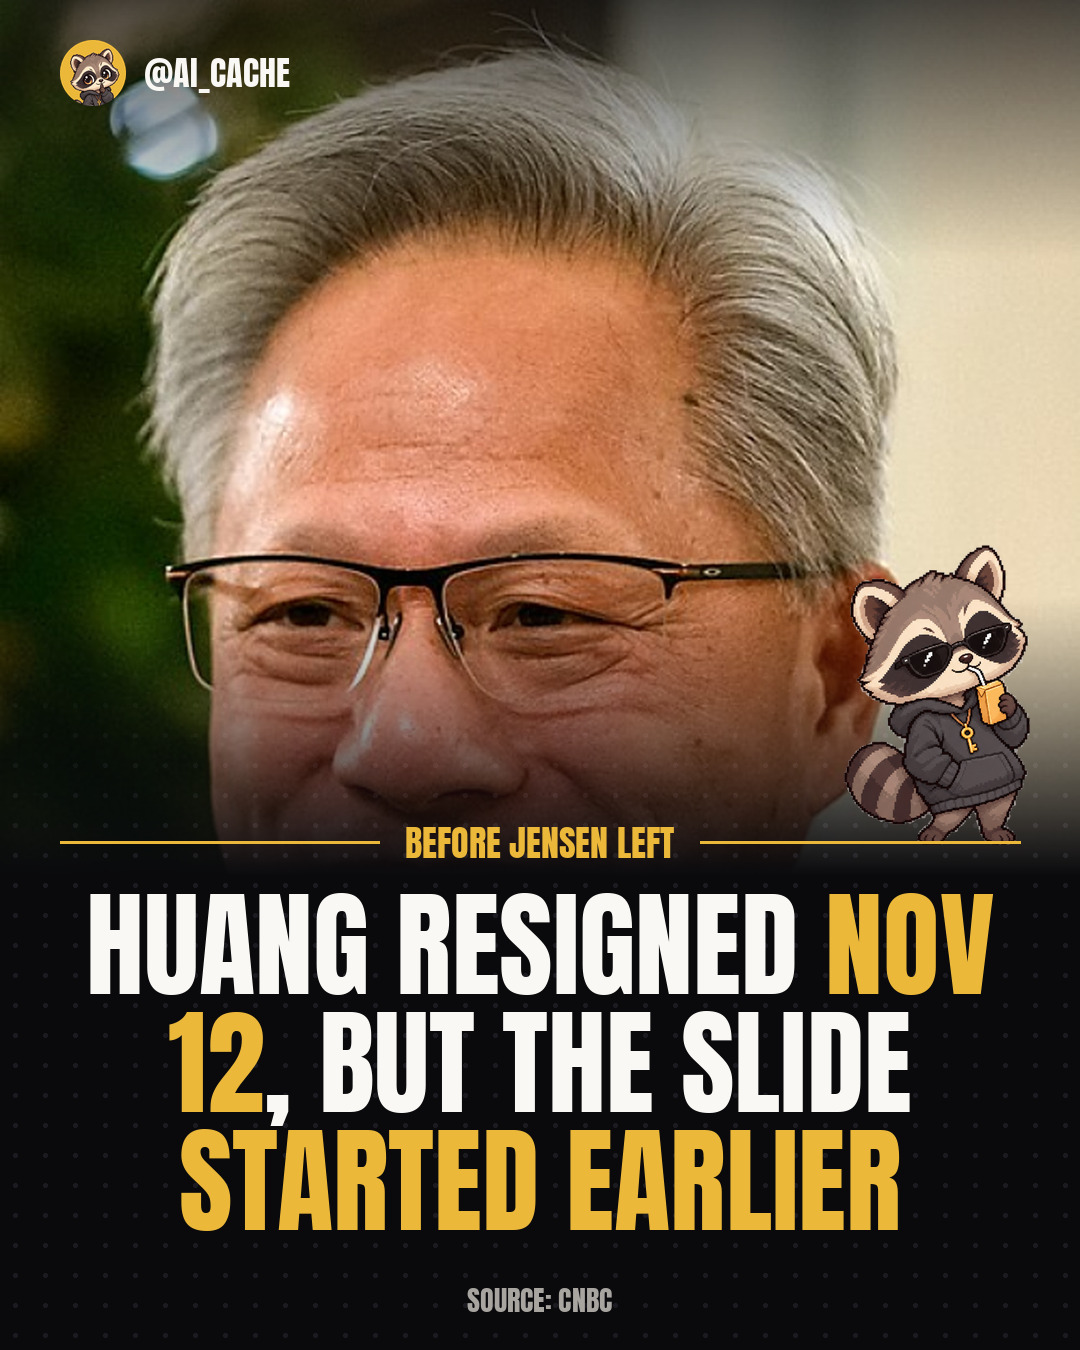 @AI_CACHE
BEFORE JENSEN LEFT
HUANG RESIGNED NOV
12, BUT THE SLIDE
STARTED EARLIER
SOURCE: CNBC